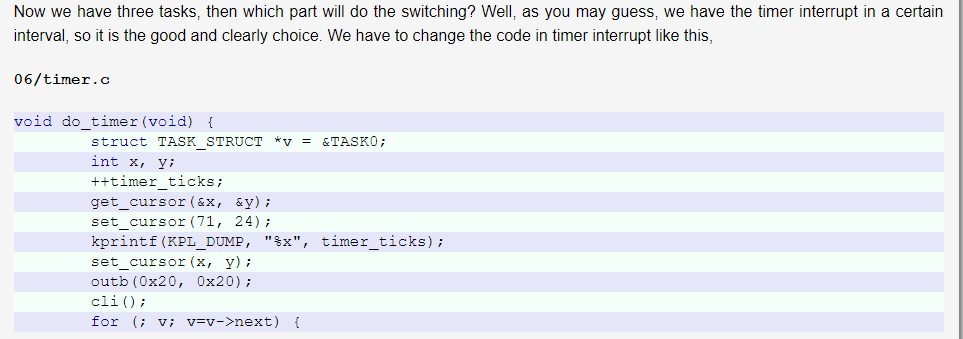 Now we have three tasks, then which part will do the switching? Well, as you may guess, we have the timer interrupt in a certain
interval, so it is the good and clearly choice. We have to change the code in timer interrupt like this,
06/timer.c
void do_timer(void) {
        struct TASK_STRUCT *v = &TASK0;
        int x, y;
        ++timer_ticks;
        get_cursor(&x, &y);
        set_cursor(71, 24);
        kprintf(KPL_DUMP, "%x", timer_ticks);
        set_cursor(x, y);
        outb(0x20, 0x20);
        cli();
        for (; v; v=v->next) {